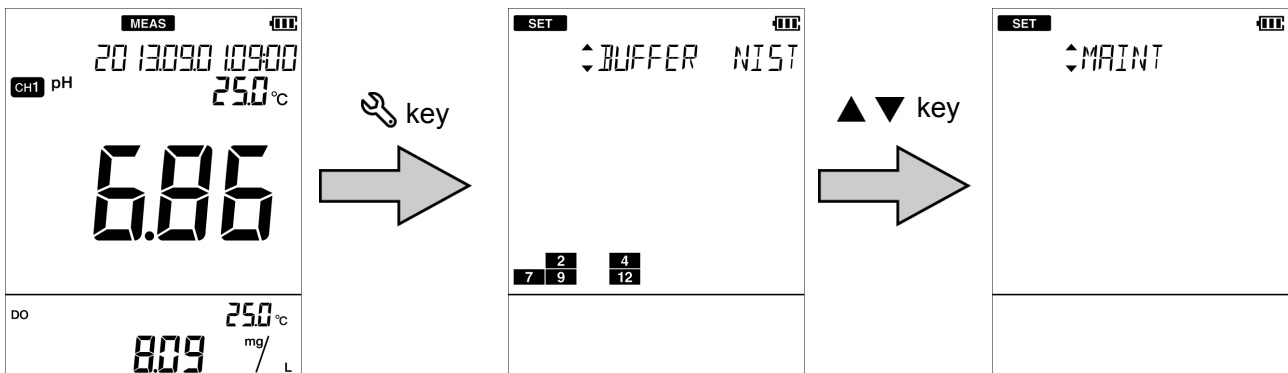 MEAS
2013.09.01.09:00
CH1 pH
25.0 °C
6.86
DO
25.0 °C
8.09 mg/L
key
SET
BUFFER NIST
2 4
7 9 12
▲ ▼ key
SET
MAINT